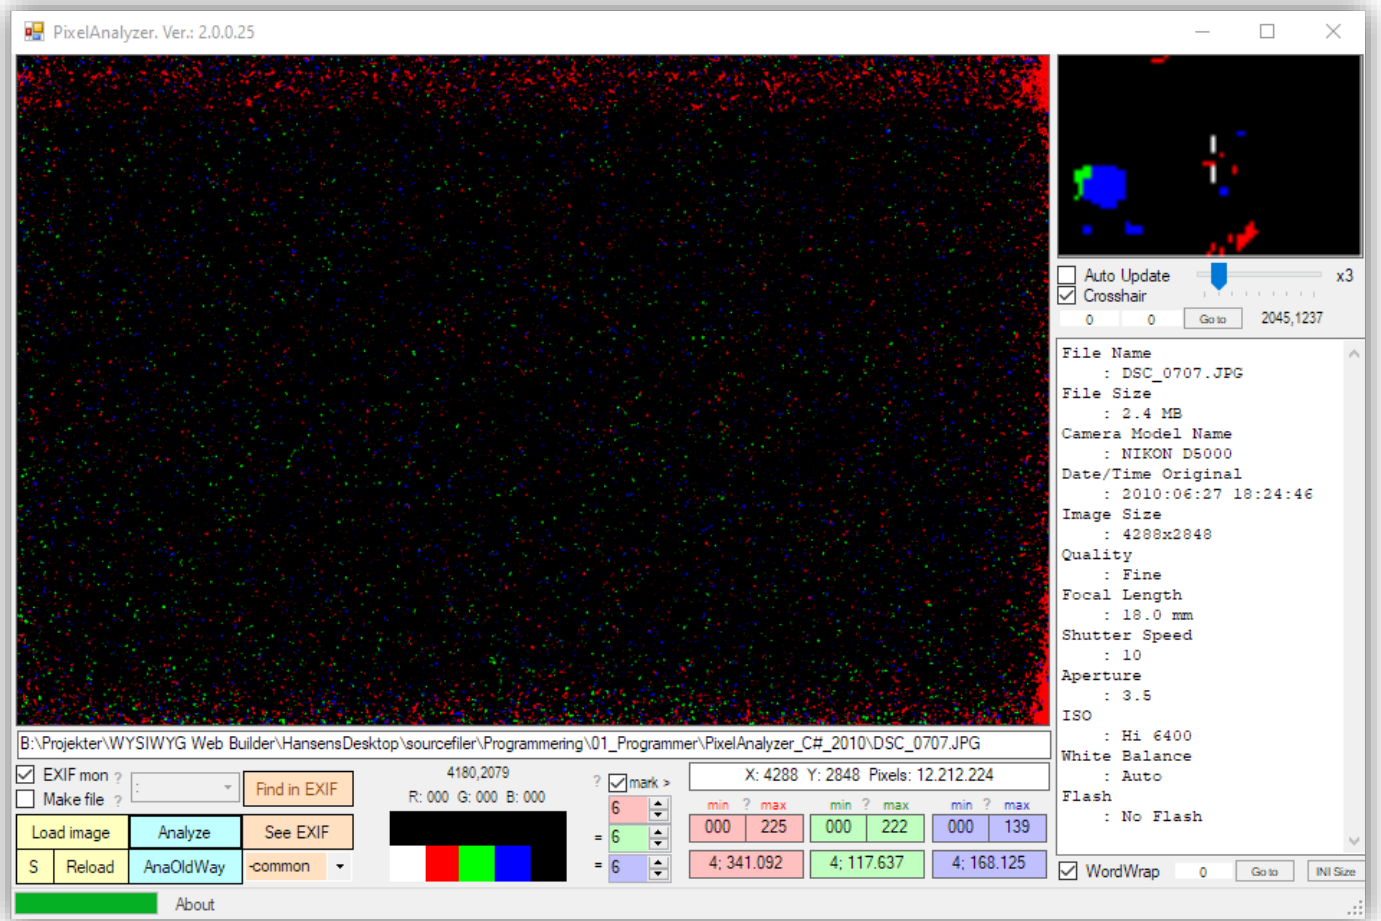 PixelAnalyzer. Ver.: 2.0.0.25
Auto Update x3
Crosshair
0 0 Go to 2045,1237
File Name
: DSC_0707.JPG
File Size
: 2.4 MB
Camera Model Name
: NIKON D5000
Date/Time Original
: 2010:06:27 18:24:46
Image Size
: 4288x2848
Quality
: Fine
Focal Length
: 18.0 mm
Shutter Speed
: 10
Aperture
: 3.5
ISO
: Hi 6400
White Balance
: Auto
Flash
: No Flash
WordWrap 0 Go to INI Size
B:\Projekter\WYSIWYG Web Builder\HansensDesktop\sourcefiler\Programmering\01_Programmer\PixelAnalyzer_C#_2010\DSC_0707.JPG
EXIF mon ? : Find in EXIF
Make file ?
Load image Analyze See EXIF
S Reload AnaOldWay -common
4180,2079
R: 000 G: 000 B: 000
? mark >
6
= 6
= 6
X: 4288 Y: 2848 Pixels: 12.212.224
min ? max min ? max min ? max
000 225 000 222 000 139
4; 341.092 4; 117.637 4; 168.125
About